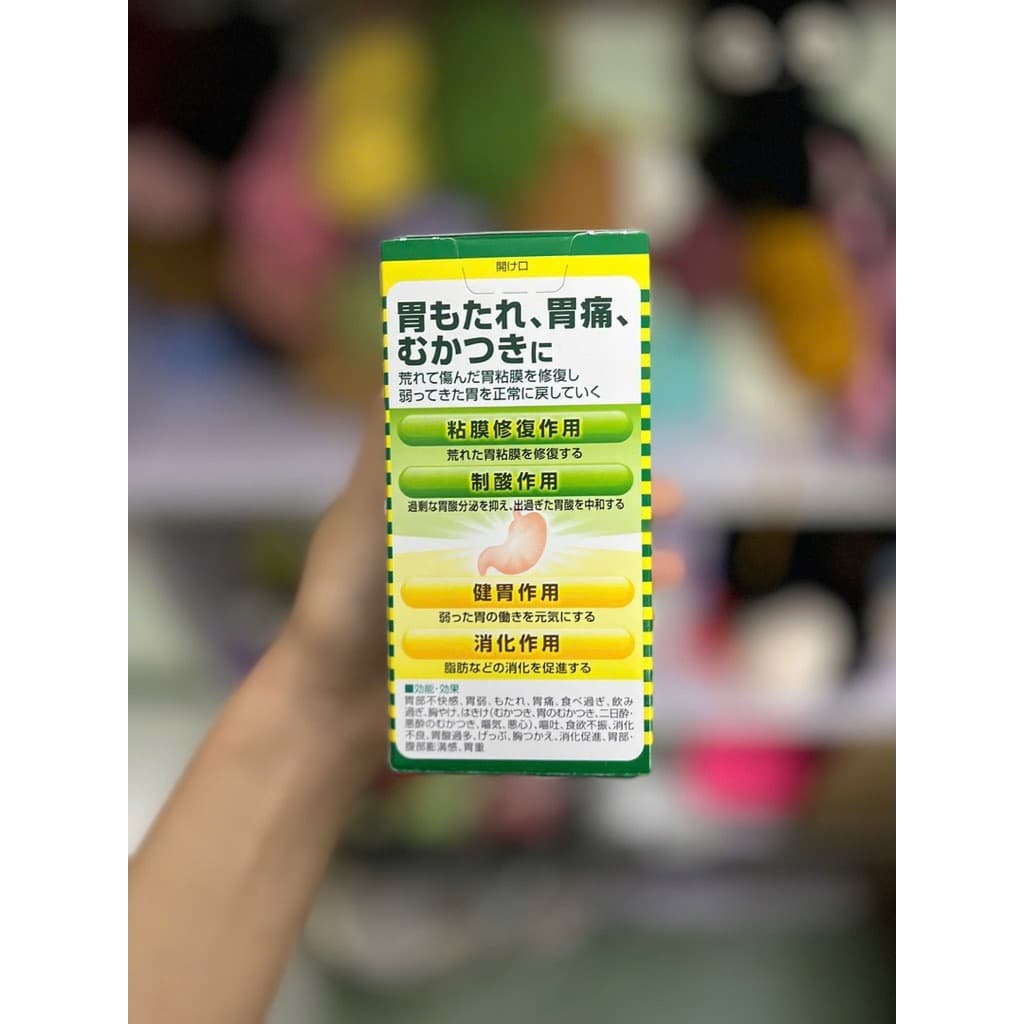 開け口
胃もたれ、胃痛、
むかつきに
荒れて傷んだ胃粘膜を修復し
弱ってきた胃を正常に戻していく
粘膜修復作用
荒れた胃粘膜を修復する
制酸作用
過剰な胃酸分泌を抑え、出過ぎた胃酸を中和する
健胃作用
弱った胃の働きを元気にする
消化作用
脂肪などの消化を促進する
■効能・効果
胃部不快感、胃弱、もたれ、胃痛、食べ過ぎ、飲み
過ぎ、胸やけ、はきけ(むかつき、胃のむかつき、二日酔・
悪酔のむかつき、嘔気、悪心)、嘔吐、食欲不振、消化
不良、胃酸過多、げっぷ、胸つかえ、消化促進、胃部・
腹部膨満感、胃重